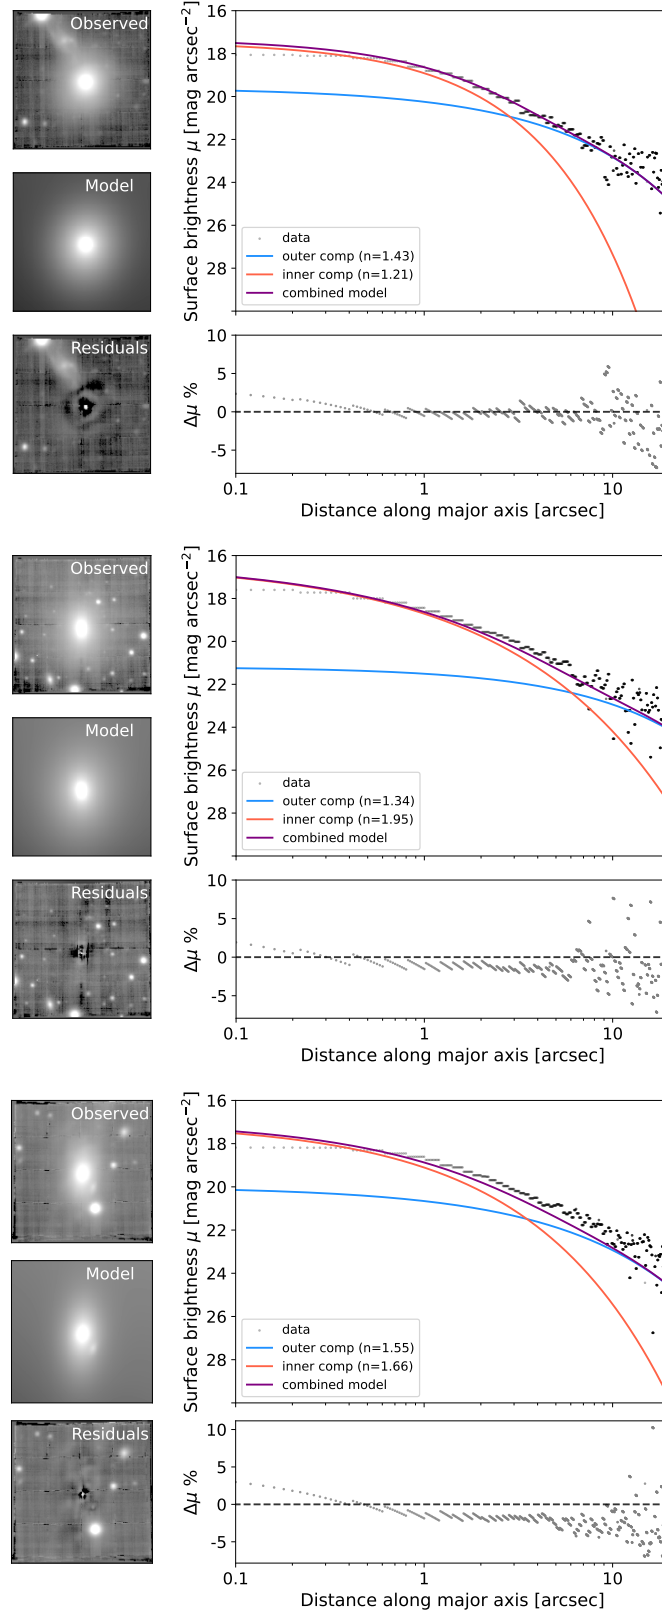 Observed
Model
Residuals
Surface brightness μ [mag arcsec−2]
16
18
20
22
24
26
28
data
outer comp (n=1.43)
inner comp (n=1.21)
combined model
Δμ %
10
5
0
-5
0.1 1 10
Distance along major axis [arcsec]
Observed
Model
Residuals
Surface brightness μ [mag arcsec−2]
16
18
20
22
24
26
28
data
outer comp (n=1.34)
inner comp (n=1.95)
combined model
Δμ %
10
5
0
-5
0.1 1 10
Distance along major axis [arcsec]
Observed
Model
Residuals
Surface brightness μ [mag arcsec−2]
16
18
20
22
24
26
28
data
outer comp (n=1.55)
inner comp (n=1.66)
combined model
Δμ %
10
5
0
-5
0.1 1 10
Distance along major axis [arcsec]